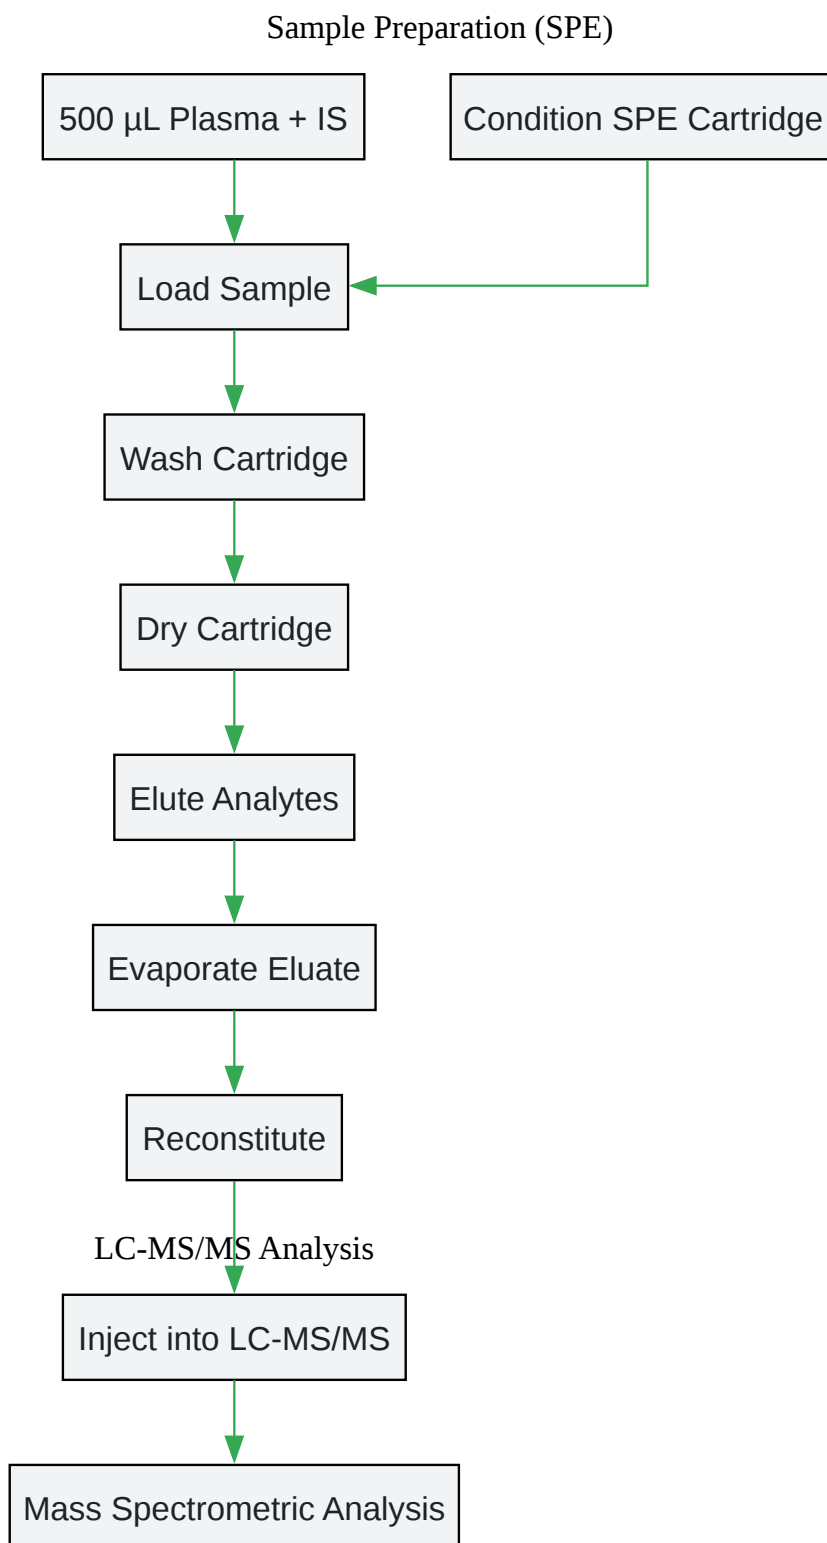 Sample Preparation (SPE)
500 µL Plasma + IS
Condition SPE Cartridge
Load Sample
Wash Cartridge
Dry Cartridge
Elute Analytes
Evaporate Eluate
Reconstitute
LC-MS/MS Analysis
Inject into LC-MS/MS
Mass Spectrometric Analysis